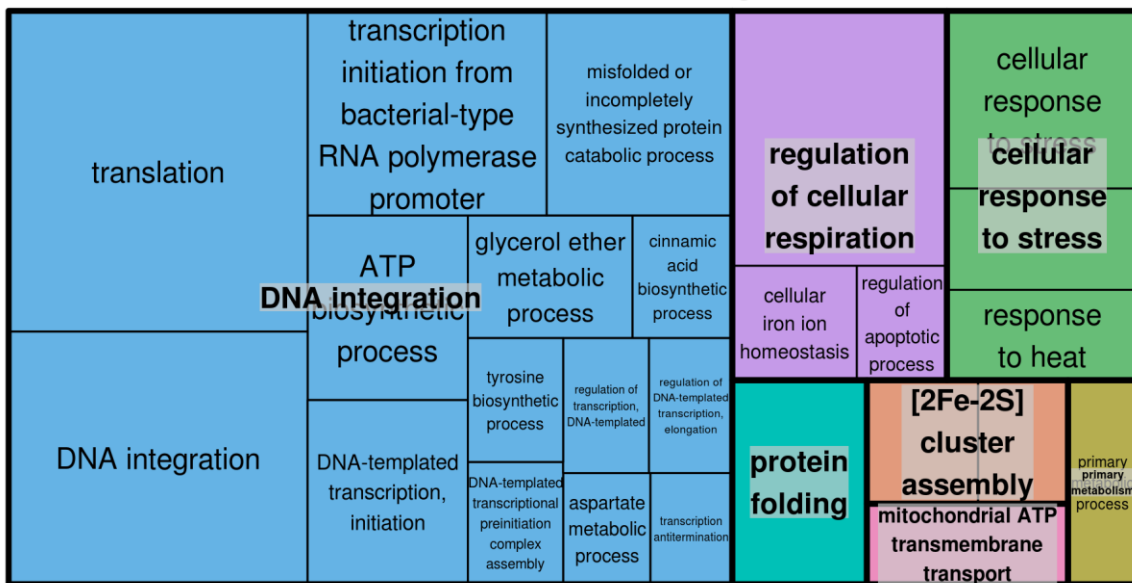 translation
DNA integration
transcription
initiation from
bacterial-type
RNA polymerase
promoter
misfolded or
incompletely
synthesized protein
catabolic process
ATP
biosynthetic
process
DNA integration
glycerol ether
metabolic
process
cinnamic
acid
biosynthetic
process
DNA-templated
transcription,
initiation
tyrosine
biosynthetic
process
regulation of
transcription,
DNA-templated
regulation of
DNA-templated
transcription,
elongation
DNA-templated
transcriptional
preinitiation
complex
assembly
aspartate
metabolic
process
transcription
antitermination
regulation
of cellular
respiration
cellular
iron ion
homeostasis
regulation
of
apoptotic
process
cellular
response
to stress
cellular
response
to stress
response
to heat
protein
folding
[2Fe-2S]
cluster
assembly
mitochondrial ATP
transmembrane
transport
primary
metabolic
process
primary
metabolism